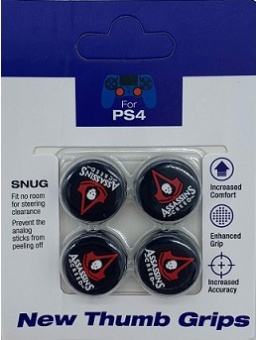 For
PS4
SNUG
Fit no room
for steering
clearance
Prevent the
analog
sticks from
peeling off
ASSASSIN'S
CREED
ASSASSIN'S
CREED
ASSASSIN'S
CREED
ASSASSIN'S
CREED
Increased
Comfort
Enhanced
Grip
Increased
Accuracy
New Thumb Grips